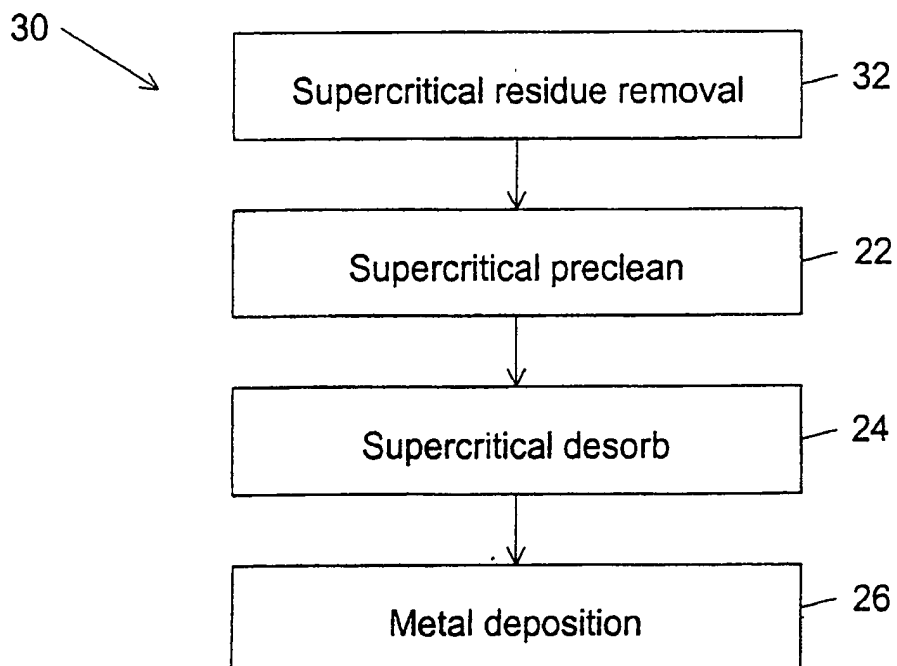 30
Supercritical residue removal
32
Supercritical preclean
22
Supercritical desorb
24
Metal deposition
26